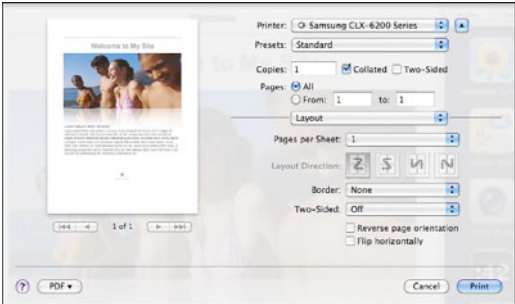 Printer: Samsung CLX-6200 Series
Presets: Standard
Copies: 1 Collated Two-Sided
Pages: All
From: 1 to: 1
Layout
Pages per Sheet: 1
Layout Direction:
Border: None
Two-Sided: Off
Reverse page orientation
Flip horizontally
Welcome to My Site
1 of 1
? PDF Cancel Print